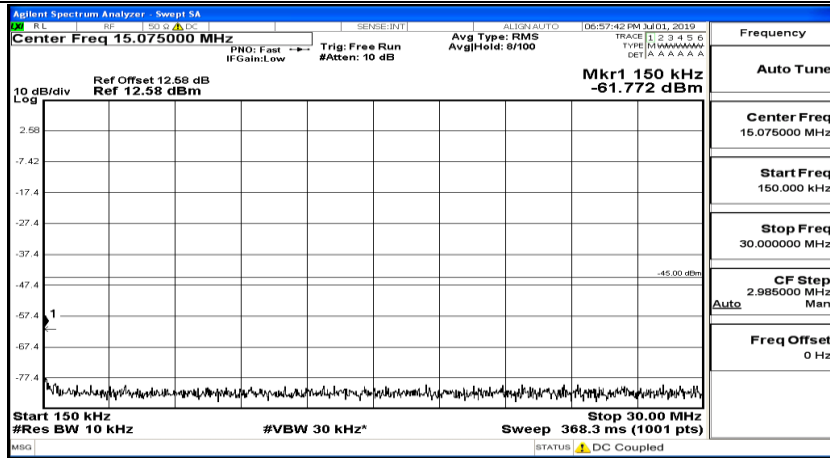 Agilent Spectrum Analyzer - Swept SA
LXI RL RF 50 Ω DC SENSE:INT ALIGN AUTO 06:57:42 PM Jul 01, 2019
Center Freq 15.075000 MHz
PNO: Fast
IFGain:Low
Trig: Free Run
#Atten: 10 dB
Avg Type: RMS
Avg|Hold: 8/100
TRACE 1 2 3 4 5 6
TYPE M WWWWW
DET A A A A A A
Ref Offset 12.58 dB
10 dB/div Ref 12.58 dBm
Log
Mkr1 150 kHz
-61.772 dBm
2.58
-7.42
-17.4
-27.4
-37.4
-45.00 dBm
-47.4
-57.4
1
-67.4
-77.4
Start 150 kHz Stop 30.00 MHz
#Res BW 10 kHz #VBW 30 kHz* Sweep 368.3 ms (1001 pts)
MSG STATUS DC Coupled
Frequency
Auto Tune
Center Freq
15.075000 MHz
Start Freq
150.000 kHz
Stop Freq
30.000000 MHz
CF Step
2.985000 MHz
Auto Man
Freq Offset
0 Hz